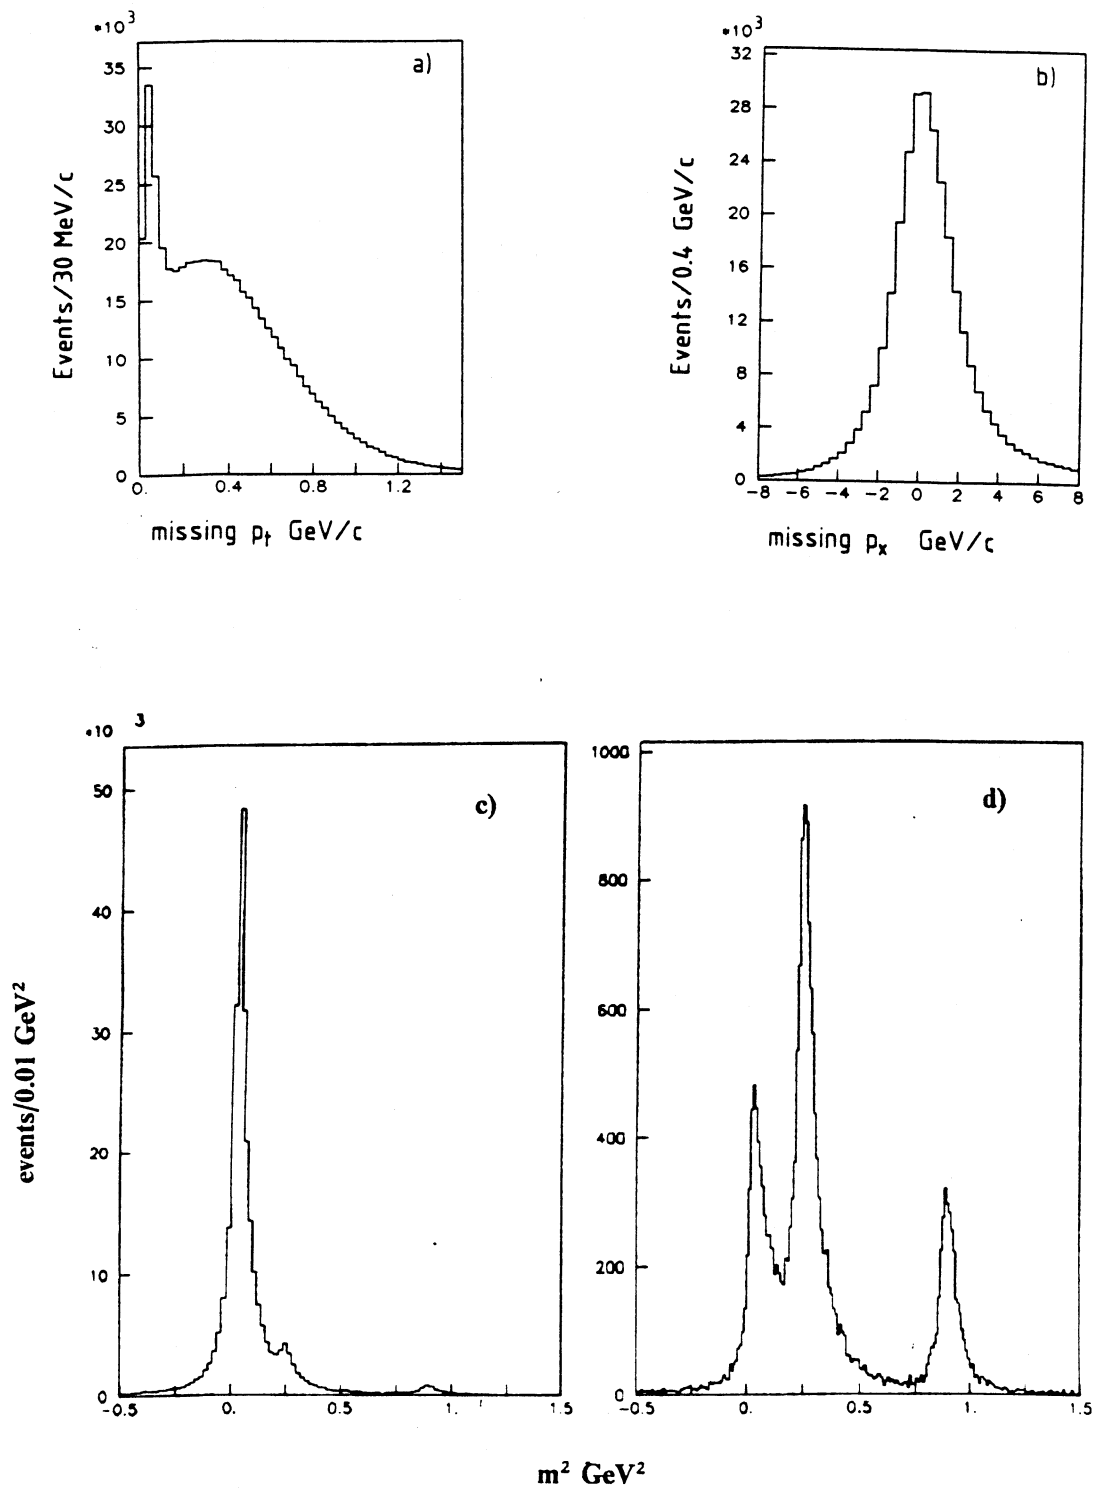 *10³
a)
35
30
25
20
15
10
5
0
0.
0.4
0.8
1.2
Events/30 MeV/c
missing pₜ GeV/c
*10³
b)
32
28
24
20
16
12
8
4
0
-8 -6 -4 -2 0 2 4 6 8
Events/0.4 GeV/c
missing pₓ GeV/c
*10 3
c)
50
40
30
20
10
0
-0.5 0. 0.5 1. 1.5
events/0.01 GeV²
d)
1000
800
600
400
200
0
-0.5 0. 0.5 1. 1.5
m² GeV²